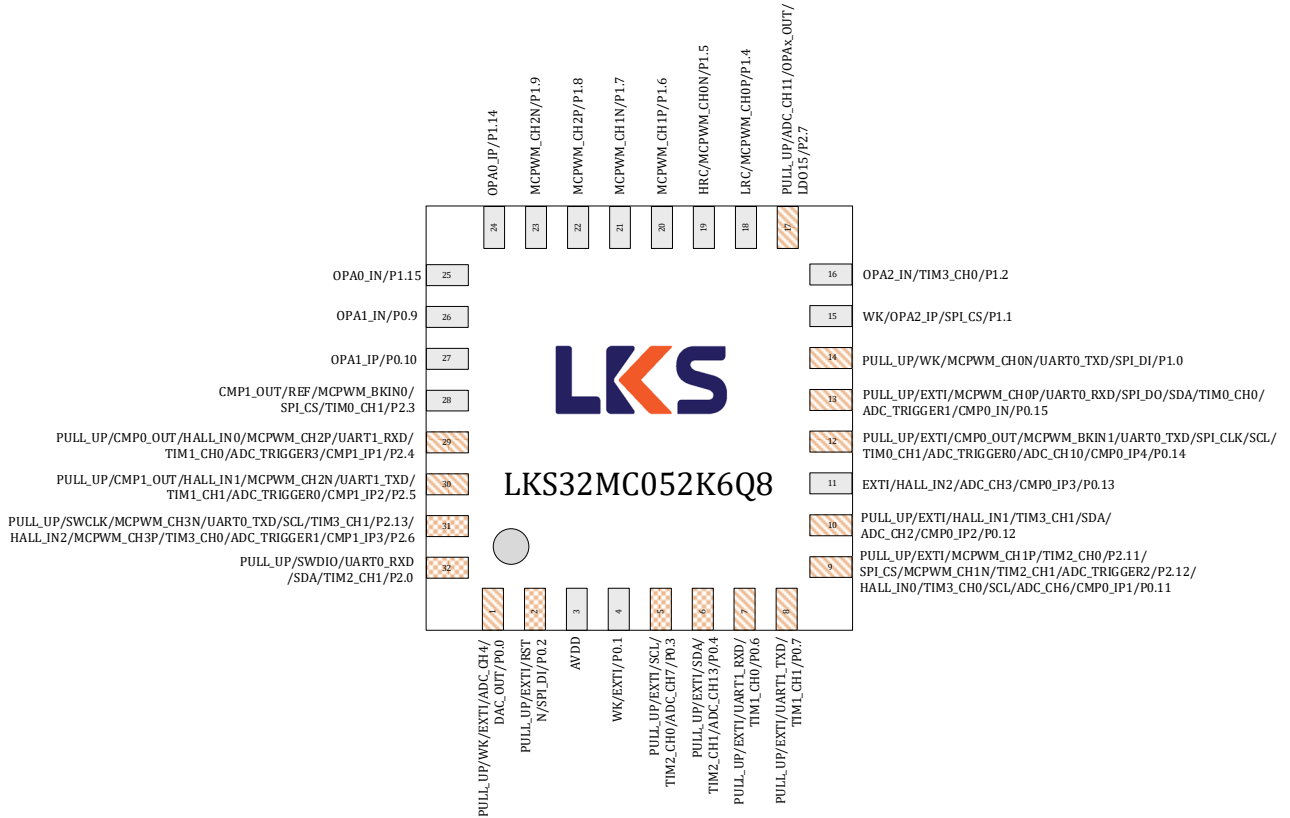 OPA0_IP/P1.14
MCPWM_CH2N/P1.9
MCPWM_CH2P/P1.8
MCPWM_CH1N/P1.7
MCPWM_CH1P/P1.6
HRC/MCPWM_CH0N/P1.5
LRC/MCPWM_CH0P/P1.4
PULL_UP/ADC_CH11/OPAx_OUT/
LDO15/P2.7
24
23
22
21
20
19
18
17
OPA0_IN/P1.15
25
OPA1_IN/P0.9
26
OPA1_IP/P0.10
27
CMP1_OUT/REF/MCPWM_BKIN0/
SPI_CS/TIM0_CH1/P2.3
28
PULL_UP/CMP0_OUT/HALL_IN0/MCPWM_CH2P/UART1_RXD/
TIM1_CH0/ADC_TRIGGER3/CMP1_IP1/P2.4
29
PULL_UP/CMP1_OUT/HALL_IN1/MCPWM_CH2N/UART1_TXD/
TIM1_CH1/ADC_TRIGGER0/CMP1_IP2/P2.5
30
PULL_UP/SWCLK/MCPWM_CH3N/UART0_TXD/SCL/TIM3_CH1/P2.13/
HALL_IN2/MCPWM_CH3P/TIM3_CH0/ADC_TRIGGER1/CMP1_IP3/P2.6
31
PULL_UP/SWDIO/UART0_RXD
/SDA/TIM2_CH1/P2.0
32
LKS
LKS32MC052K6Q8
16
OPA2_IN/TIM3_CH0/P1.2
15
WK/OPA2_IP/SPI_CS/P1.1
14
PULL_UP/WK/MCPWM_CH0N/UART0_TXD/SPI_DI/P1.0
13
PULL_UP/EXTI/MCPWM_CH0P/UART0_RXD/SPI_DO/SDA/TIM0_CH0/
ADC_TRIGGER1/CMP0_IN/P0.15
12
PULL_UP/EXTI/CMP0_OUT/MCPWM_BKIN1/UART0_TXD/SPI_CLK/SCL/
TIM0_CH1/ADC_TRIGGER0/ADC_CH10/CMP0_IP4/P0.14
11
EXTI/HALL_IN2/ADC_CH3/CMP0_IP3/P0.13
10
PULL_UP/EXTI/HALL_IN1/TIM3_CH1/SDA/
ADC_CH2/CMP0_IP2/P0.12
9
PULL_UP/EXTI/MCPWM_CH1P/TIM2_CH0/P2.11/
SPI_CS/MCPWM_CH1N/TIM2_CH1/ADC_TRIGGER2/P2.12/
HALL_IN0/TIM3_CH0/SCL/ADC_CH6/CMP0_IP1/P0.11
1
2
3
4
5
6
7
8
PULL_UP/WK/EXTI/ADC_CH4/
DAC_OUT/P0.0
PULL_UP/EXTI/RST
N/SPI_DI/P0.2
AVDD
WK/EXTI/P0.1
PULL_UP/EXTI/SCL/
TIM2_CH0/ADC_CH7/P0.3
PULL_UP/EXTI/SDA/
TIM2_CH1/ADC_CH13/P0.4
PULL_UP/EXTI/UART1_RXD/
TIM1_CH0/P0.6
PULL_UP/EXTI/UART1_TXD/
TIM1_CH1/P0.7